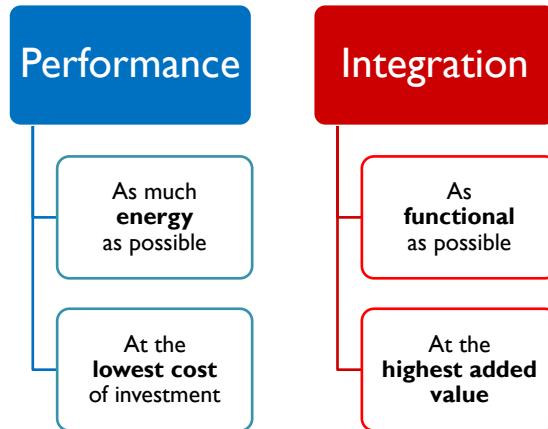 Performance
As much
energy
as possible
At the
lowest cost
of investment
Integration
As
functional
as possible
At the
highest added
value